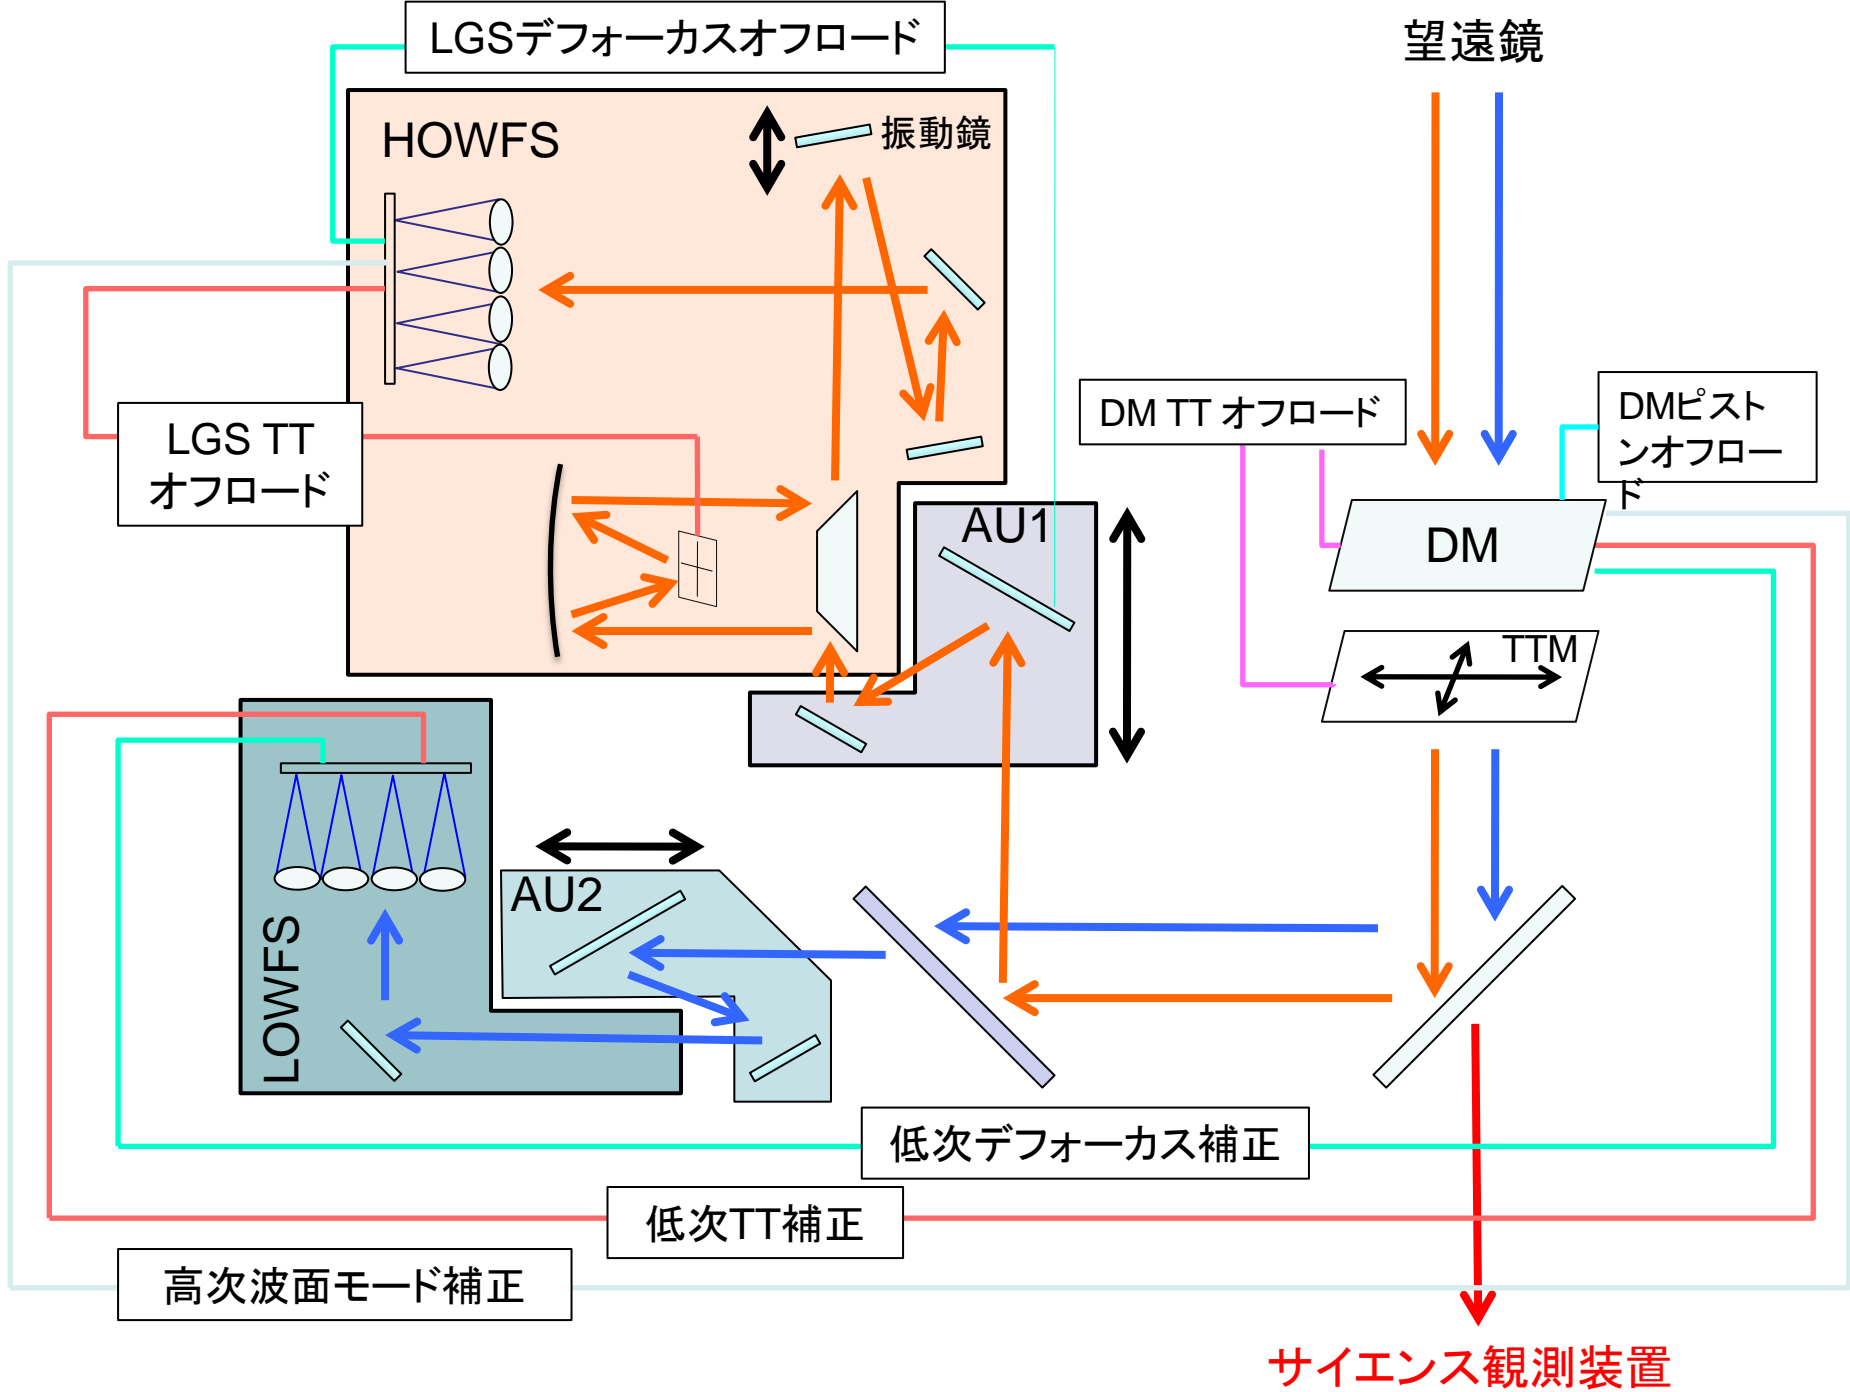 LGSデフォーカスオフロード
望遠鏡
HOWFS
振動鏡
DM TT オフロード
DMピスト
ンオフロー
ド
LGS TT
オフロード
AU1
DM
TTM
AU2
LOWFS
低次デフォーカス補正
低次TT補正
高次波面モード補正
サイエンス観測装置